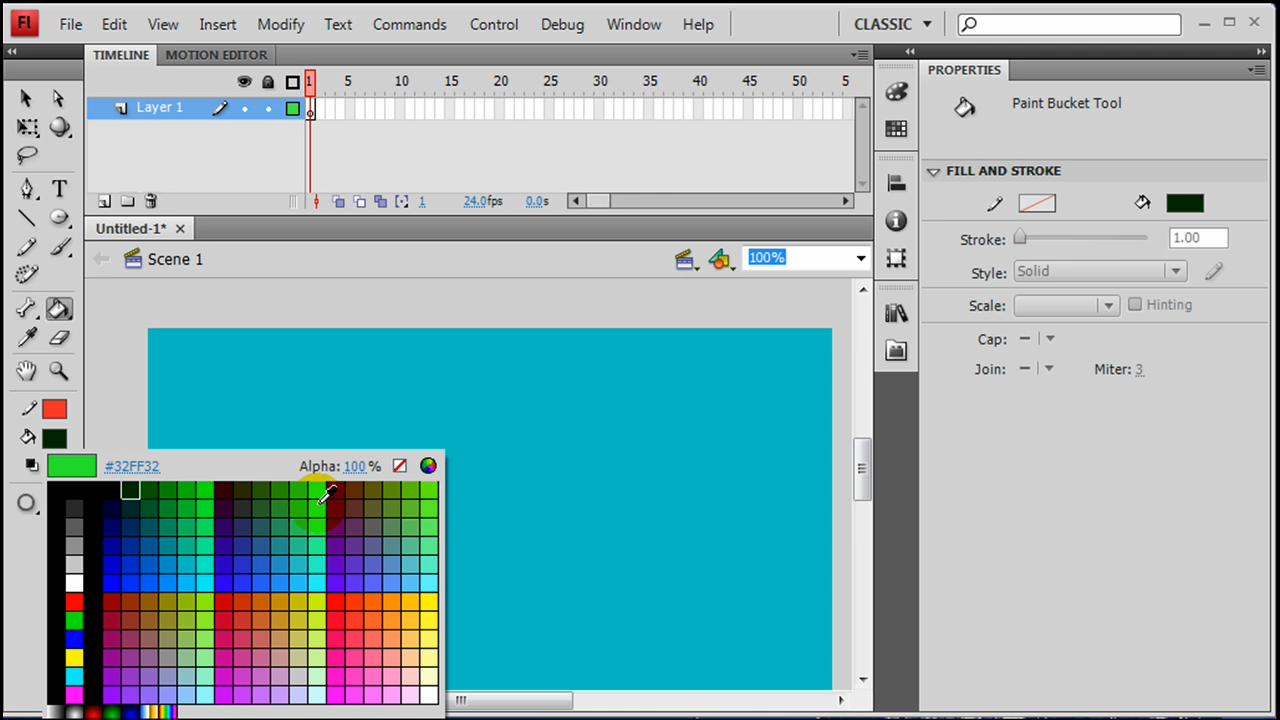 Fl File Edit View Insert Modify Text Commands Control Debug Window Help CLASSIC
TIMELINE MOTION EDITOR
1 5 10 15 20 25 30 35 40 45 50 5
Layer 1
1 24.0fps 0.0s
Untitled-1*
Scene 1 100%
#32FF32 Alpha: 100 %
PROPERTIES
Paint Bucket Tool
FILL AND STROKE
Stroke: 1.00
Style: Solid
Scale: Hinting
Cap:
Join: Miter: 3